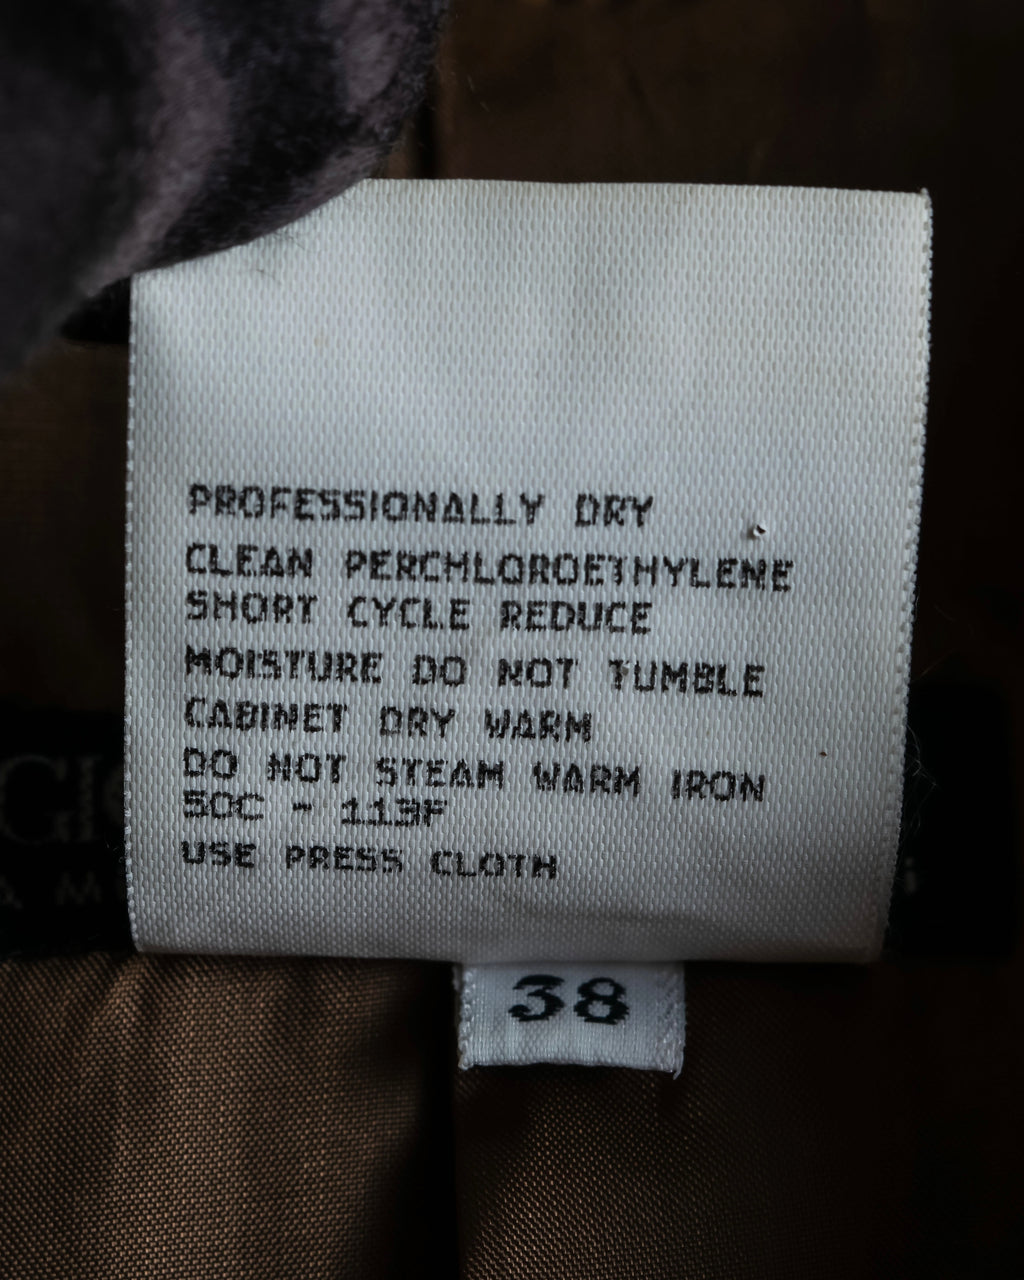 PROFESSIONALLY DRY
CLEAN PERCHLOROETHYLENE
SHORT CYCLE REDUCE
MOISTURE DO NOT TUMBLE
CABINET DRY WARM
DO NOT STEAM WARM IRON
50C - 113F
USE PRESS CLOTH
38